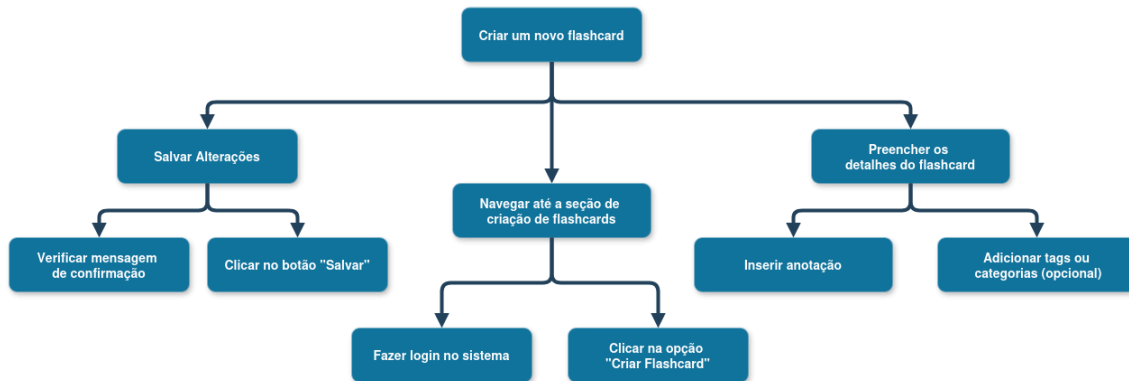 Criar um novo flashcard
Salvar Alterações
Preencher os
detalhes do flashcard
Navegar até a seção de
criação de flashcards
Verificar mensagem
de confirmação
Clicar no botão "Salvar"
Inserir anotação
Adicionar tags ou
categorias (opcional)
Fazer login no sistema
Clicar na opção
"Criar Flashcard"